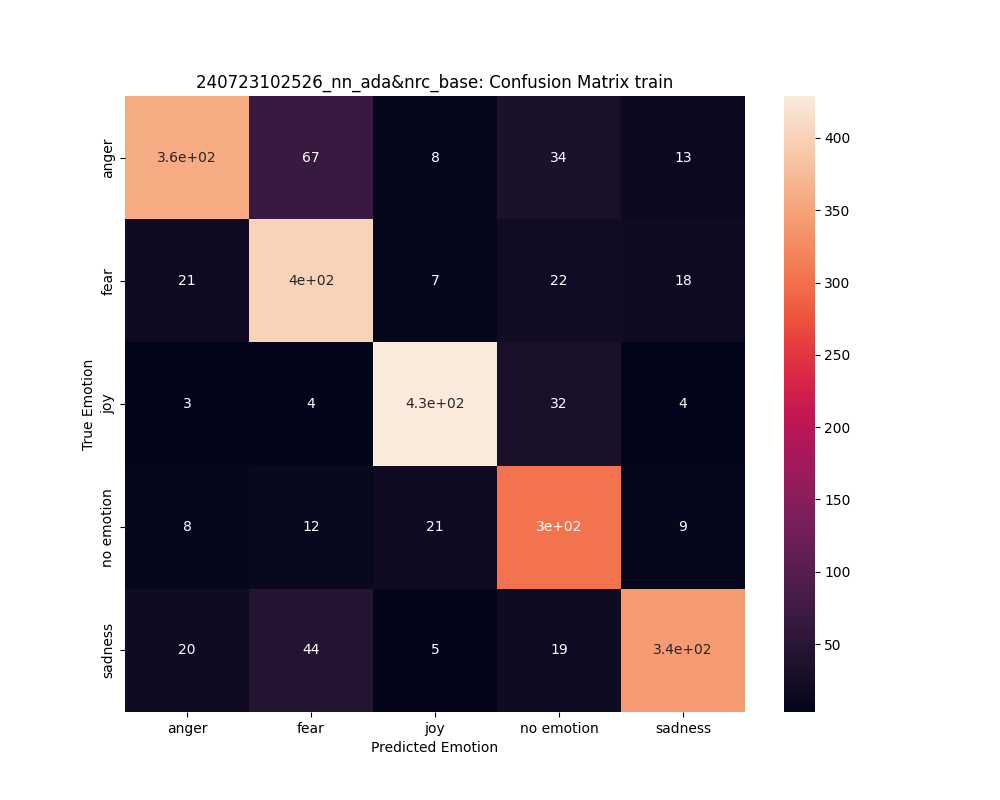 240723102526_nn_ada&nrc_base: Confusion Matrix train
anger 3.6e+02 67 8 34 13
fear 21 4e+02 7 22 18
joy 3 4 4.3e+02 32 4
no emotion 8 12 21 3e+02 9
sadness 20 44 5 19 3.4e+02
True Emotion
anger fear joy no emotion sadness
Predicted Emotion
400
350
300
250
200
150
100
50